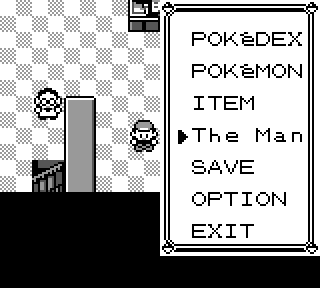 POKéDEX
POKéMON
ITEM
The Man
SAVE
OPTION
EXIT